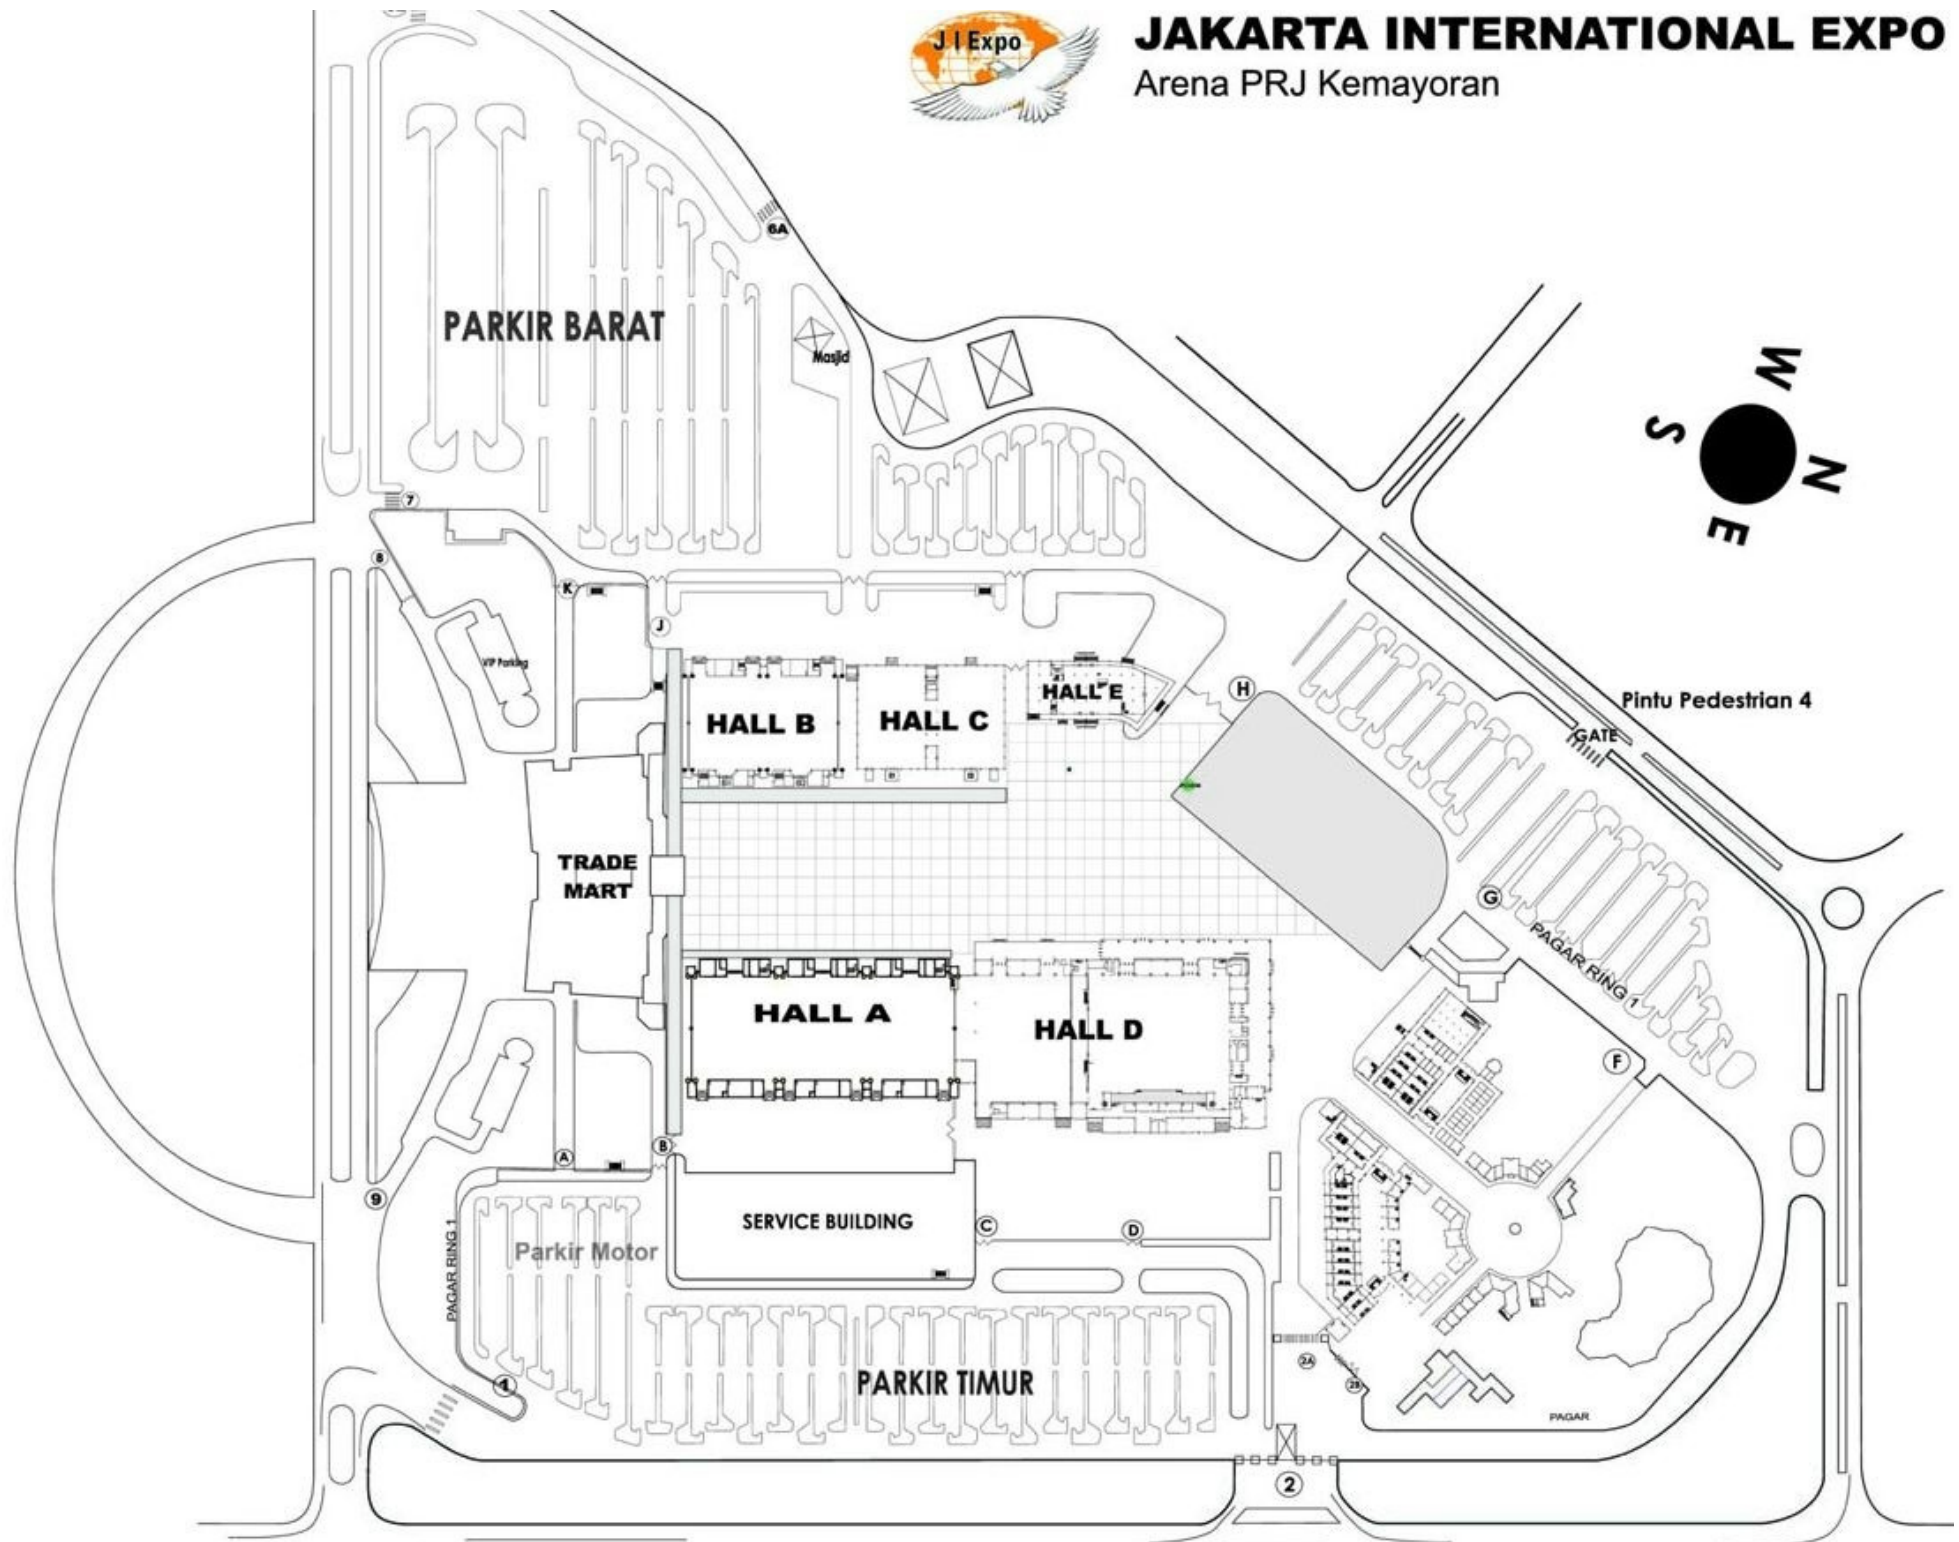 J I Expo
JAKARTA INTERNATIONAL EXPO
Arena PRJ Kemayoran
6A
PARKIR BARAT
Masjid
W
S
N
E
7
8
K
J
VIP Parking
HALL B
HALL C
HALL E
H
Pintu Pedestrian 4
GATE
TRADE
MART
G
PAGAR RING 1
HALL A
HALL D
F
B
A
9
SERVICE BUILDING
C
D
Parkir Motor
PAGAR RING 1
4
PARKIR TIMUR
2A
2B
PAGAR
2